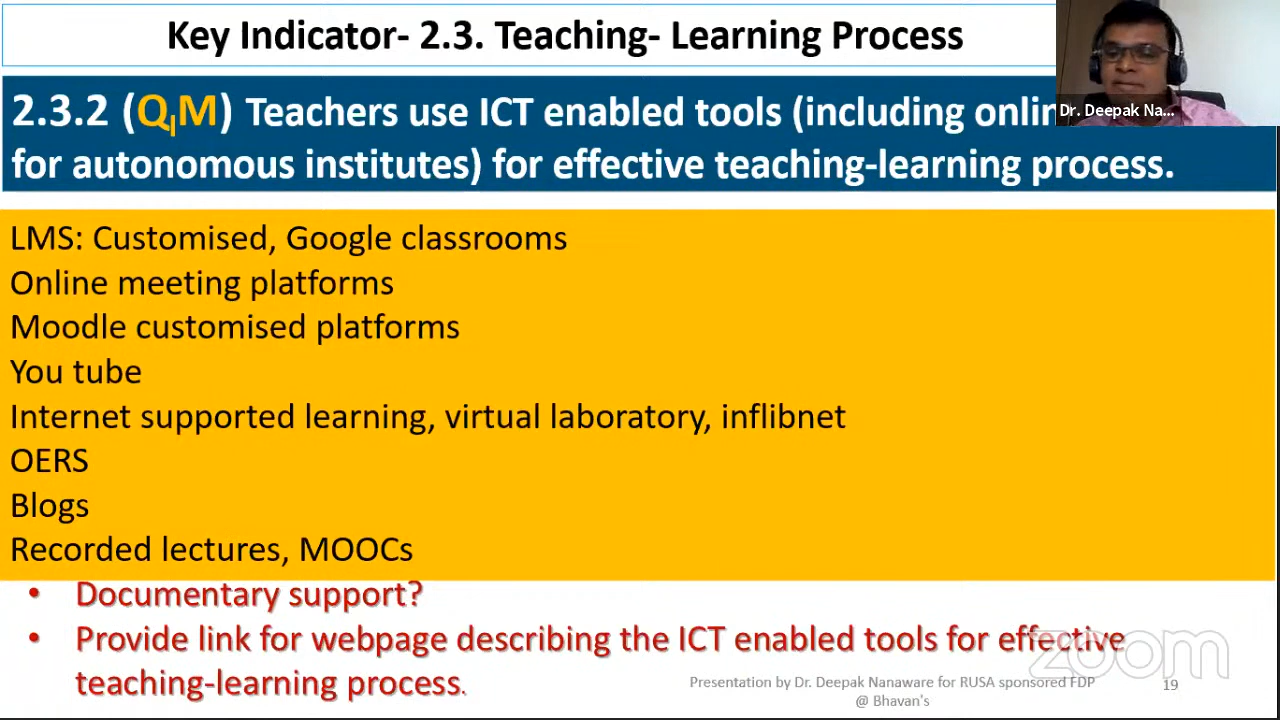 Key Indicator- 2.3. Teaching- Learning Process
Dr. Deepak Na...
2.3.2 (QlM) Teachers use ICT enabled tools (including
for autonomous institutes) for effective teaching-learning process.
LMS: Customised, Google classrooms
Online meeting platforms
Moodle customised platforms
You tube
Internet supported learning, virtual laboratory, inflibnet
OERS
Blogs
Recorded lectures, MOOCs
• Documentary support?
• Provide link for webpage describing the ICT enabled tools for effective
teaching-learning process.
zoom
Presentation by Dr. Deepak Nanaware for RUSA sponsored FDP
@ Bhavan's
19